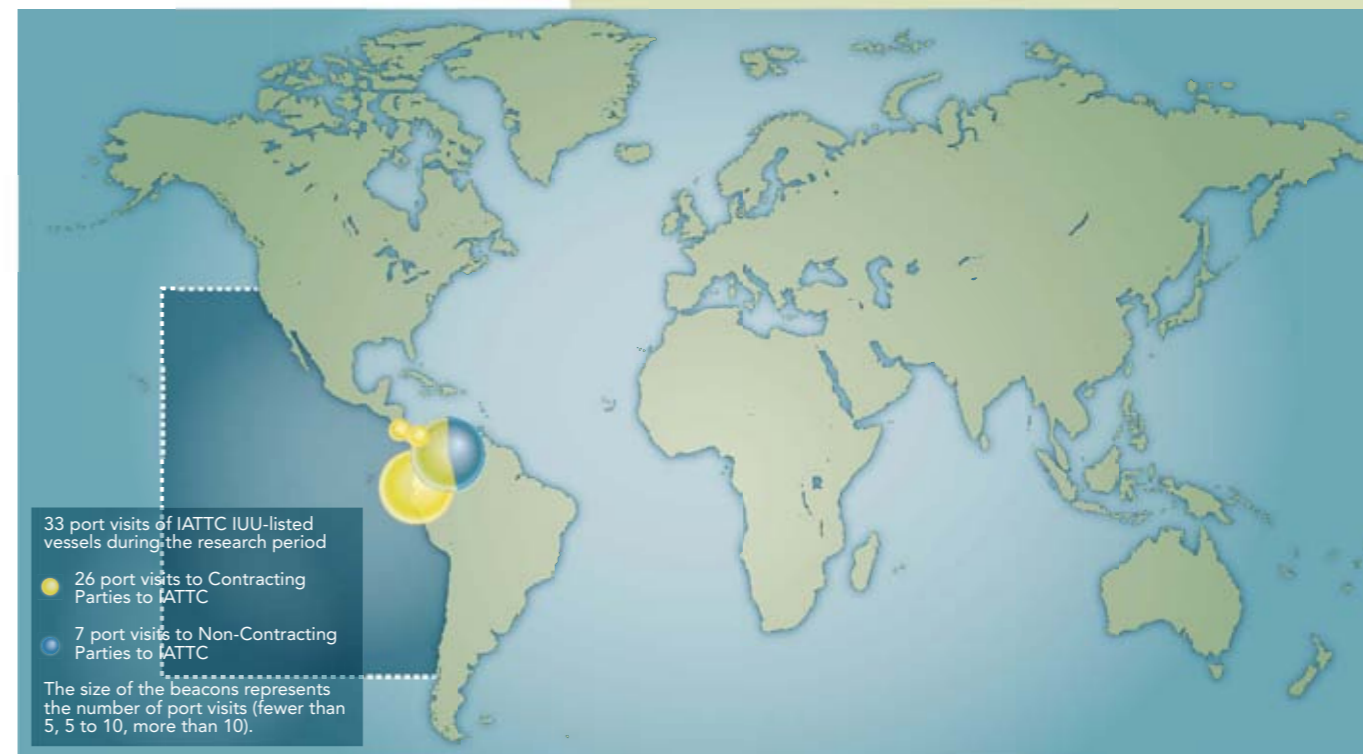 33 port visits of IATTC IUU-listed
vessels during the research period
26 port visits to Contracting
Parties to IATTC
7 port visits to Non-Contracting
Parties to IATTC
The size of the beacons represents
the number of port visits (fewer than
5, 5 to 10, more than 10).